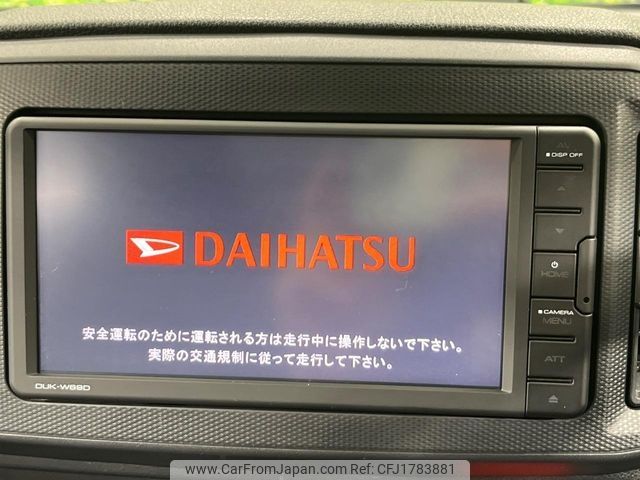 AV
DISP OFF
DAIHATSU
HOME
CAMERA
MENU
安全運転のために運転される方は走行中に操作しないで下さい。
実際の交通規制に従って走行して下さい。
ATT
DUK-W69D
www.CarFromJapan.com CFJ1783881